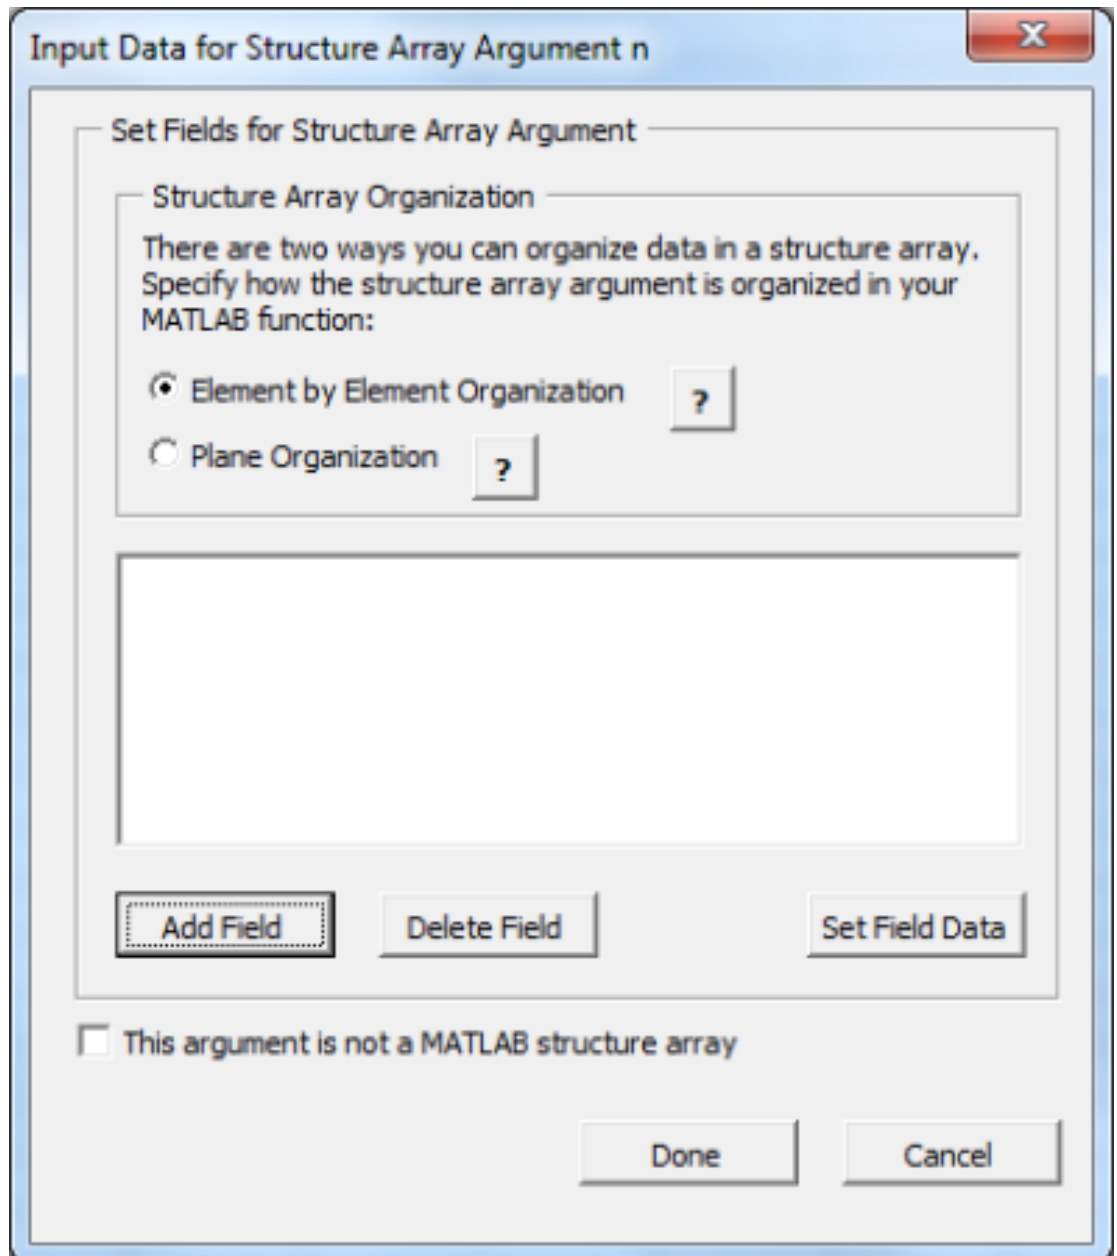 Input Data for Structure Array Argument n
X
Set Fields for Structure Array Argument
Structure Array Organization
There are two ways you can organize data in a structure array.
Specify how the structure array argument is organized in your
MATLAB function:
Element by Element Organization ?
Plane Organization ?
Add Field Delete Field Set Field Data
This argument is not a MATLAB structure array
Done Cancel